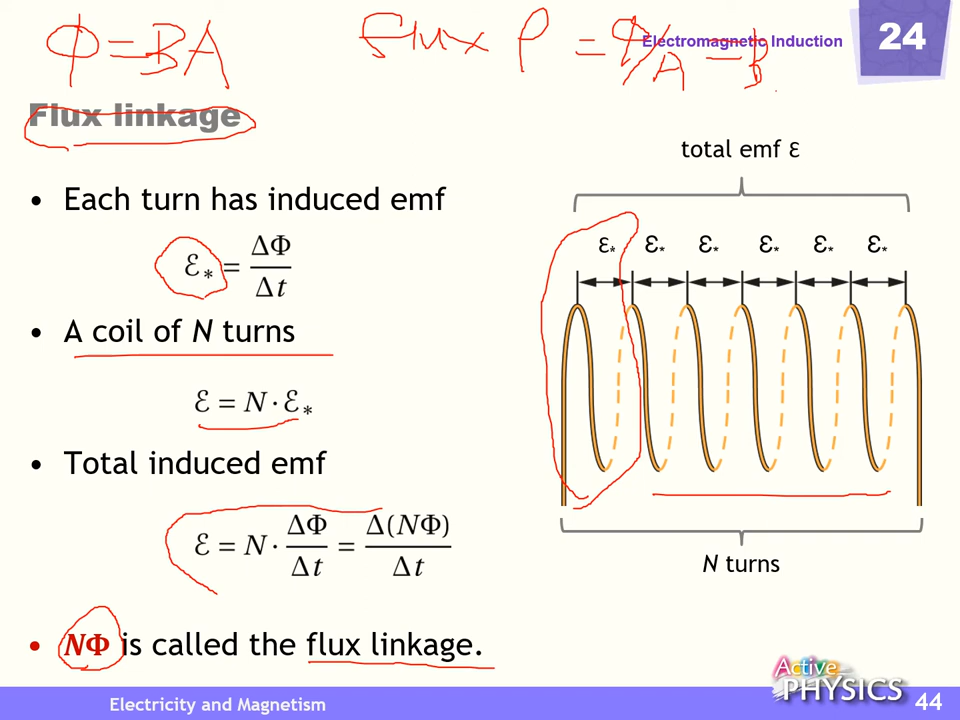 Φ=BA
Flux ρ = Φ/A = B
Electromagnetic Induction
24
Flux linkage
total emf ℇ
• Each turn has induced emf
ℇ* = ΔΦ/Δt
ℇ* ℇ* ℇ* ℇ* ℇ* ℇ*
• A coil of N turns
ℇ = N · ℇ*
• Total induced emf
ℇ = N · ΔΦ/Δt = Δ(NΦ)/Δt
N turns
• NΦ is called the flux linkage.
Active
PHYSICS
Electricity and Magnetism
44